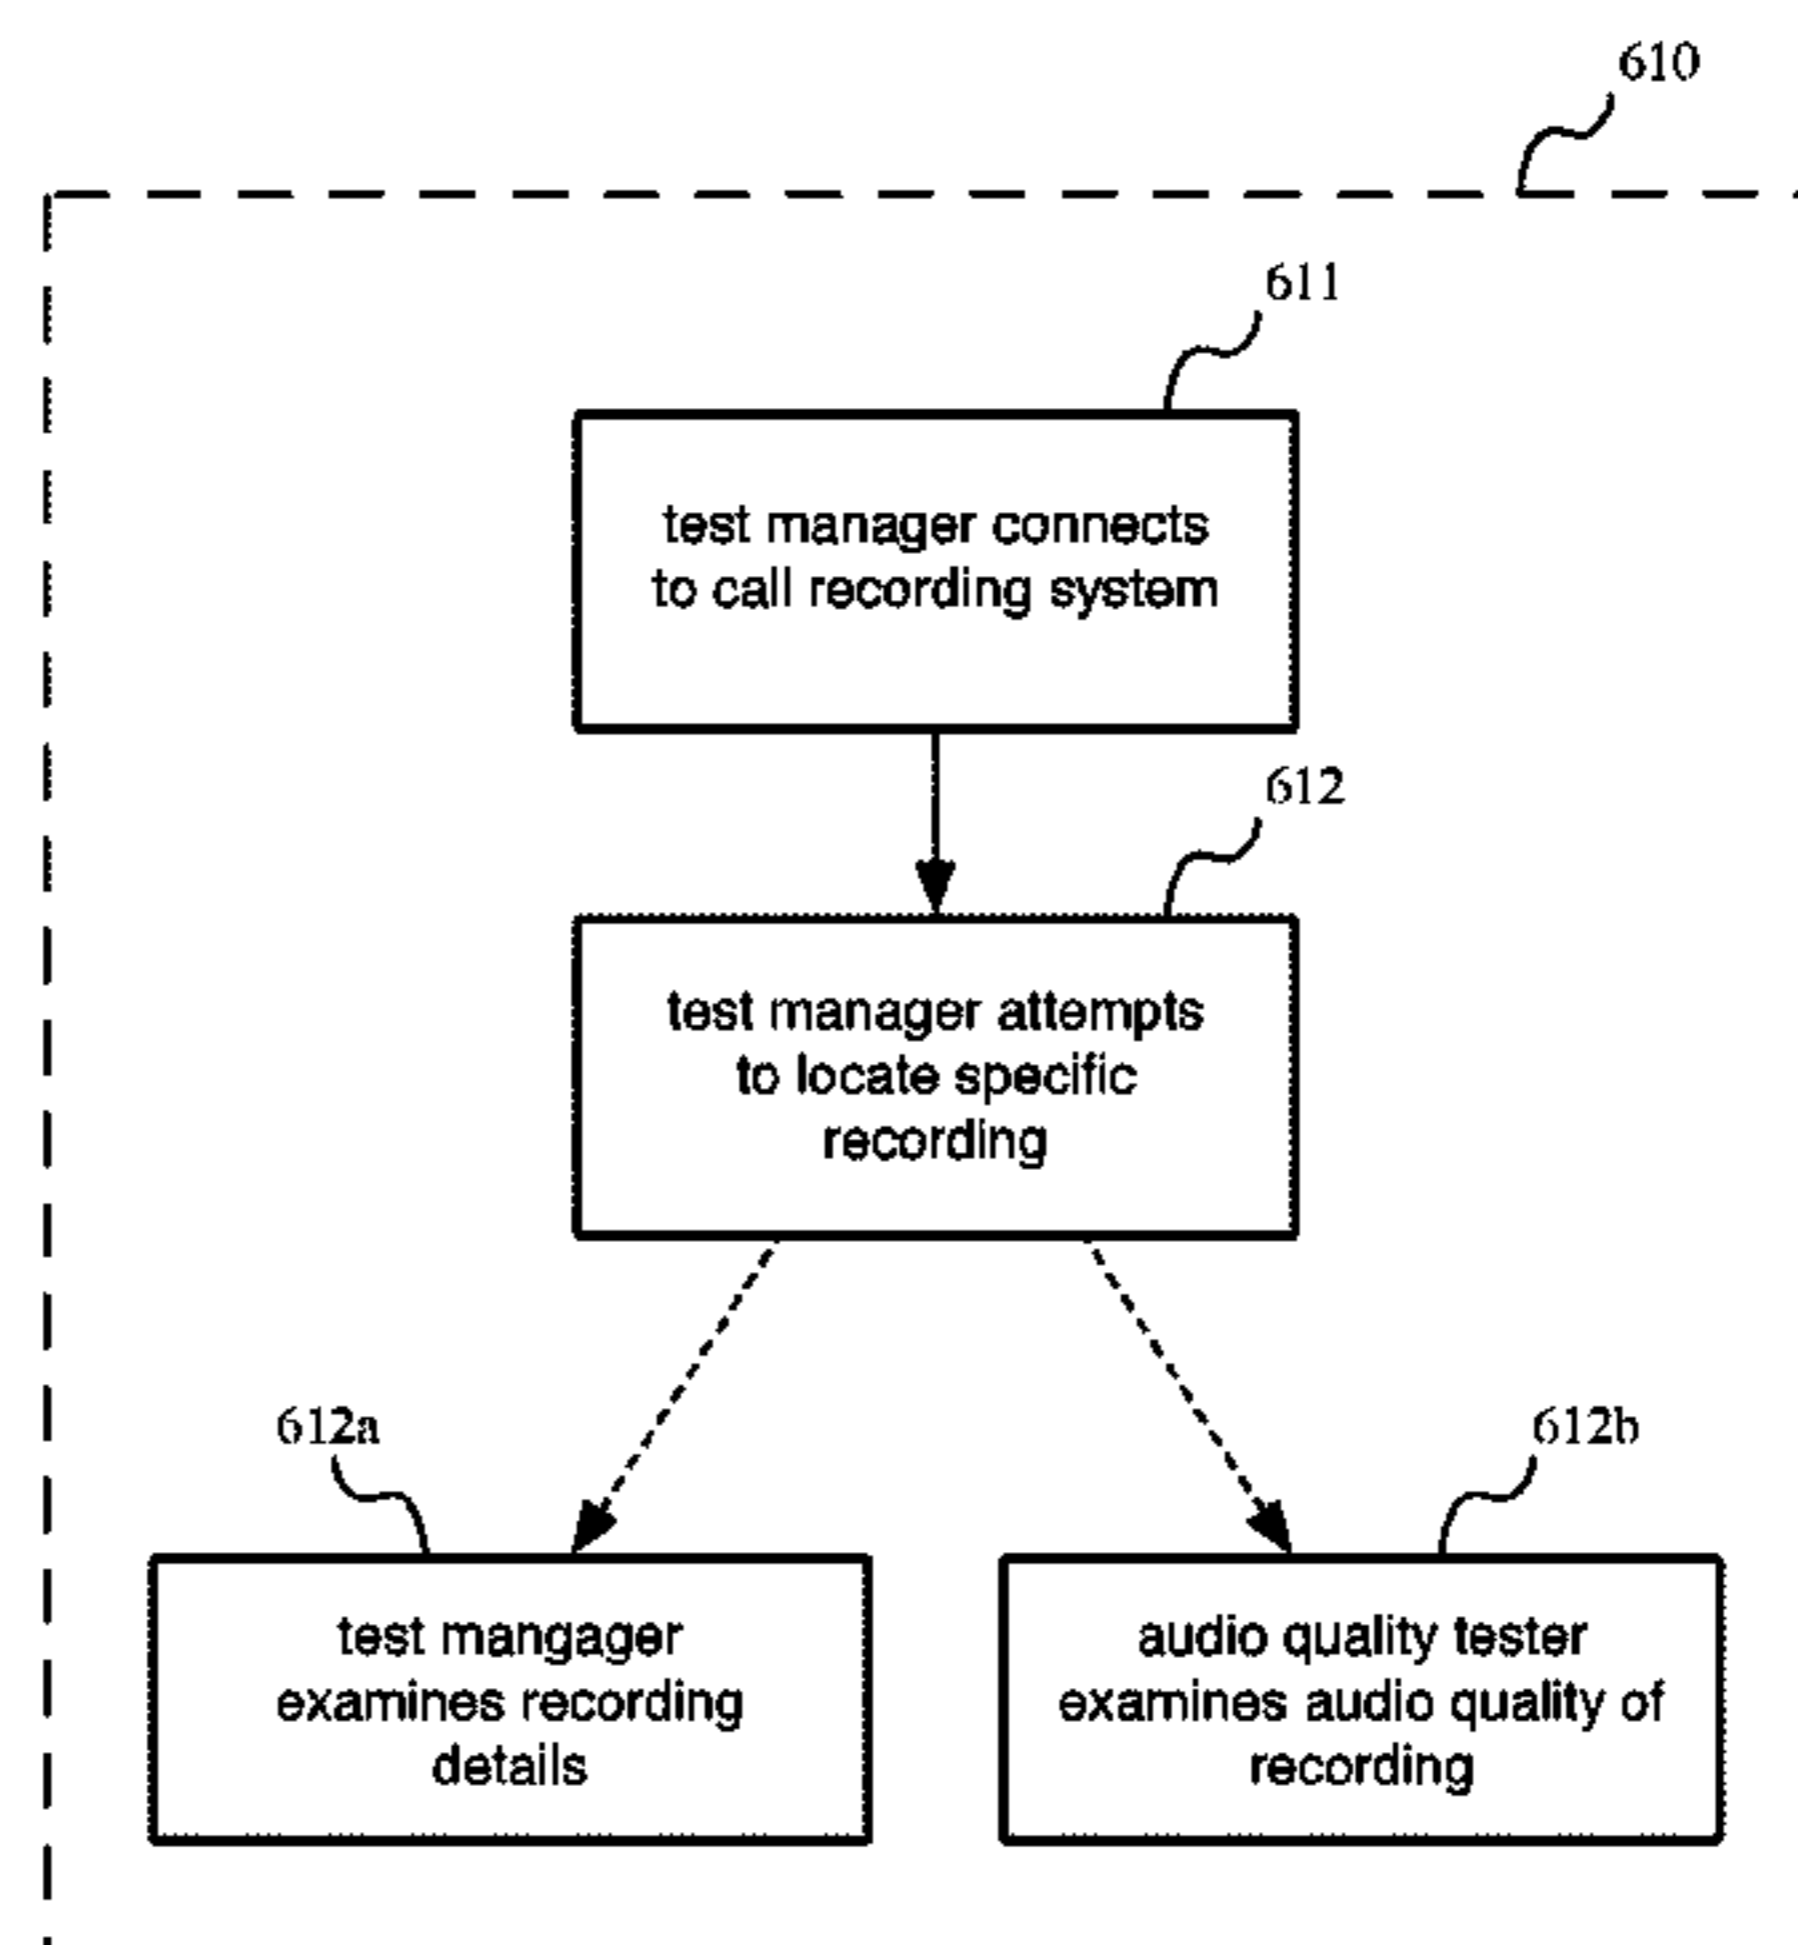 610
611
test manager connects
to call recording system
612
test manager attempts
to locate specific
recording
612a
612b
test mangager
examines recording
details
audio quality tester
examines audio quality of
recording